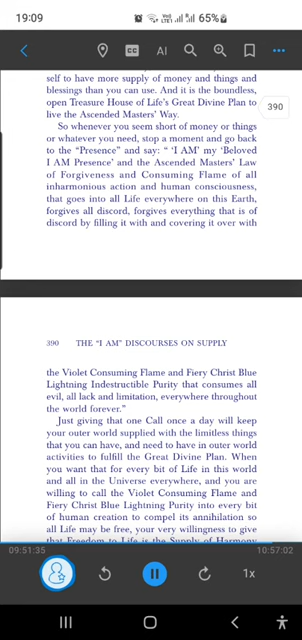 19:09
65%
CC AI
self to have more supply of money and things and
blessings than you can use. And it is the boundless,
open Treasure House of Life's Great Divine Plan to
live the Ascended Masters' Way.
390
So whenever you seem short of money or things
or whatever you need, stop a moment and go back
to the “Presence” and say: “ ‘I AM’ my ‘Beloved
I AM Presence’ and the Ascended Masters' Law
of Forgiveness and Consuming Flame of all
inharmonious action and human consciousness,
that goes into all Life everywhere on this Earth,
forgives all discord, forgives everything that is of
discord by filling it with and covering it over with
390 THE “I AM” DISCOURSES ON SUPPLY
the Violet Consuming Flame and Fiery Christ Blue
Lightning Indestructible Purity that consumes all
evil, all lack and limitation, everywhere throughout
the world forever.”
Just giving that one Call once a day will keep
your outer world supplied with the limitless things
that you can have, and need to have in outer world
activities to fulfill the Great Divine Plan. When
you want that for every bit of Life in this world
and all in the Universe everywhere, and you are
willing to call the Violet Consuming Flame and
Fiery Christ Blue Lightning Purity into every bit
of human creation to compel its annihilation so
all Life may be free, your very willingness to give
that Freedom to Life is the Supply of Harmony
09:51:35 10:57:02
1x